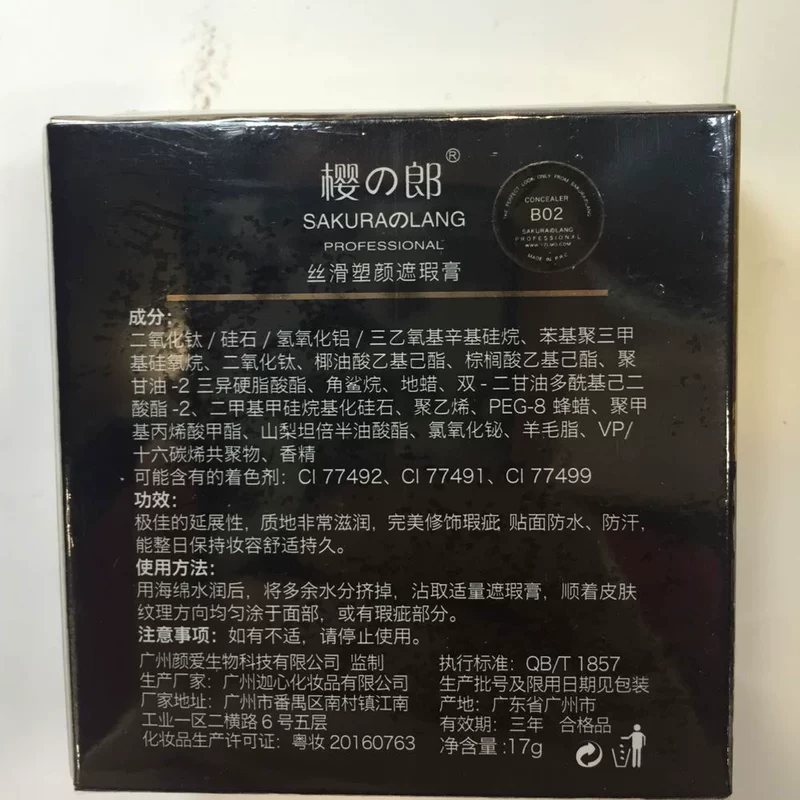 樱の郎®
SAKURAのLANG
PROFESSIONAL
丝滑塑颜遮瑕膏
THE PERFECT LOOK ONLY FROM SAKURAのLANG
CONCEALER
B02
SAKURAのLANG
PROFESSIONAL
MADE IN P.R.C
成分：
二氧化钛/硅石/氢氧化铝/三乙氧基辛基硅烷、苯基聚三甲
基硅氧烷、二氧化钛、椰油酸乙基己酯、棕榈酸乙基己酯、聚
甘油-2 三异硬脂酸酯、角鲨烷、地蜡、双-二甘油多酰基己二
酸酯-2、二甲基甲硅烷基化硅石、聚乙烯、PEG-8 蜂蜡、聚甲
基丙烯酸甲酯、山梨坦倍半油酸酯、氯氧化铋、羊毛脂、VP/
十六碳烯共聚物、香精
可能含有的着色剂：CI 77492、CI 77491、CI 77499
功效：
极佳的延展性，质地非常滋润，完美修饰瑕疵 贴面防水、防汗，
能整日保持妆容舒适持久。
使用方法：
用海绵水润后，将多余水分挤掉，沾取适量遮瑕膏，顺着皮肤
纹理方向均匀涂于面部，或有瑕疵部分。
注意事项：如有不适，请停止使用。
广州颜爱生物科技有限公司 监制
生产厂家：广州迦心化妆品有限公司
厂家地址：广州市番禺区南村镇江南
工业一区二横路6号五层
化妆品生产许可证：粤妆 20160763
执行标准：QB/T 1857
生产批号及限用日期见包装
产地：广东省广州市
有效期：三年 合格品
净含量:17g